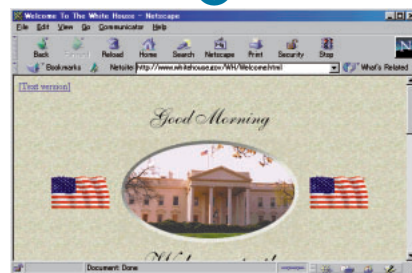 Welcome To The White House - Netscape
File Edit View Go Communicator Help
Back Reload Home Search Netscape Print Security Stop
Bookmarks Netsite: http://www.whitehouse.gov/WH/Welcome.html What's Related
[Text version]
Good Morning
Document: Done